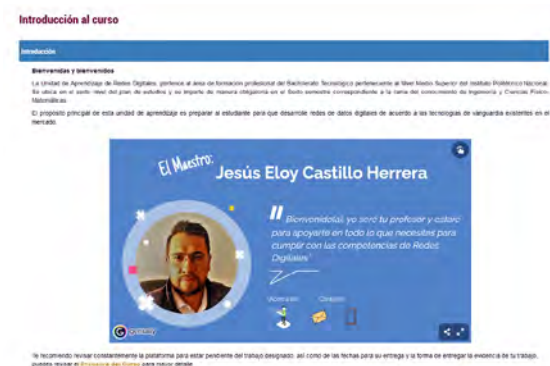 Introducción al curso
Introducción
Bienvenidas y bienvenidos
La Unidad de Aprendizaje de Redes Digitales, pertenece al área de formación profesional del Bachillerato Tecnológico perteneciente al Nivel Medio Superior del Instituto Politécnico Nacional.
Se ubica en el sexto nivel del plan de estudios y se imparte de manera obligatoria en el Sexto semestre correspondiente a la rama del conocimiento de Ingeniería y Ciencias Físico-
Matemáticas.
El propósito principal de esta unidad de aprendizaje es preparar al estudiante para que desarrolle redes de datos digitales de acuerdo a las tecnologías de vanguardia existentes en el
mercado.
El Maestro:
Jesús Eloy Castillo Herrera
Bienvenido(a), yo seré tu profesor y estaré
para apoyarte en todo lo que necesites para
cumplir con las competencias de Redes
Digitales."
genially
Te recomiendo revisar constantemente la plataforma para estar pendiente del trabajo designado, así como de las fechas para su entrega y la forma de entregar la evidencia de tu trabajo,
puedes revisar el Encuadre del Curso para mayor detalle